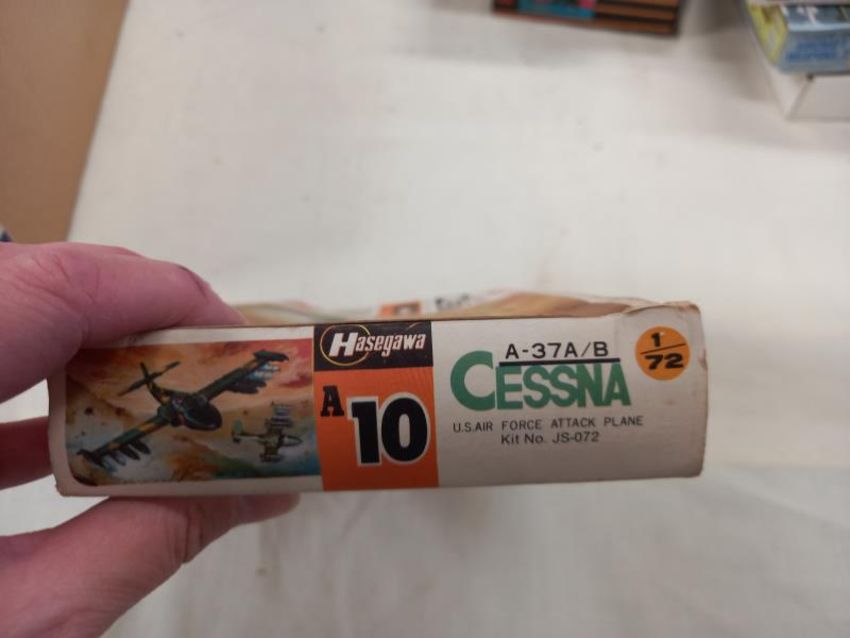 Hasegawa
A 10
A-37A/B
CESSNA
U.S. AIR FORCE ATTACK PLANE
Kit No. JS-072
1/72